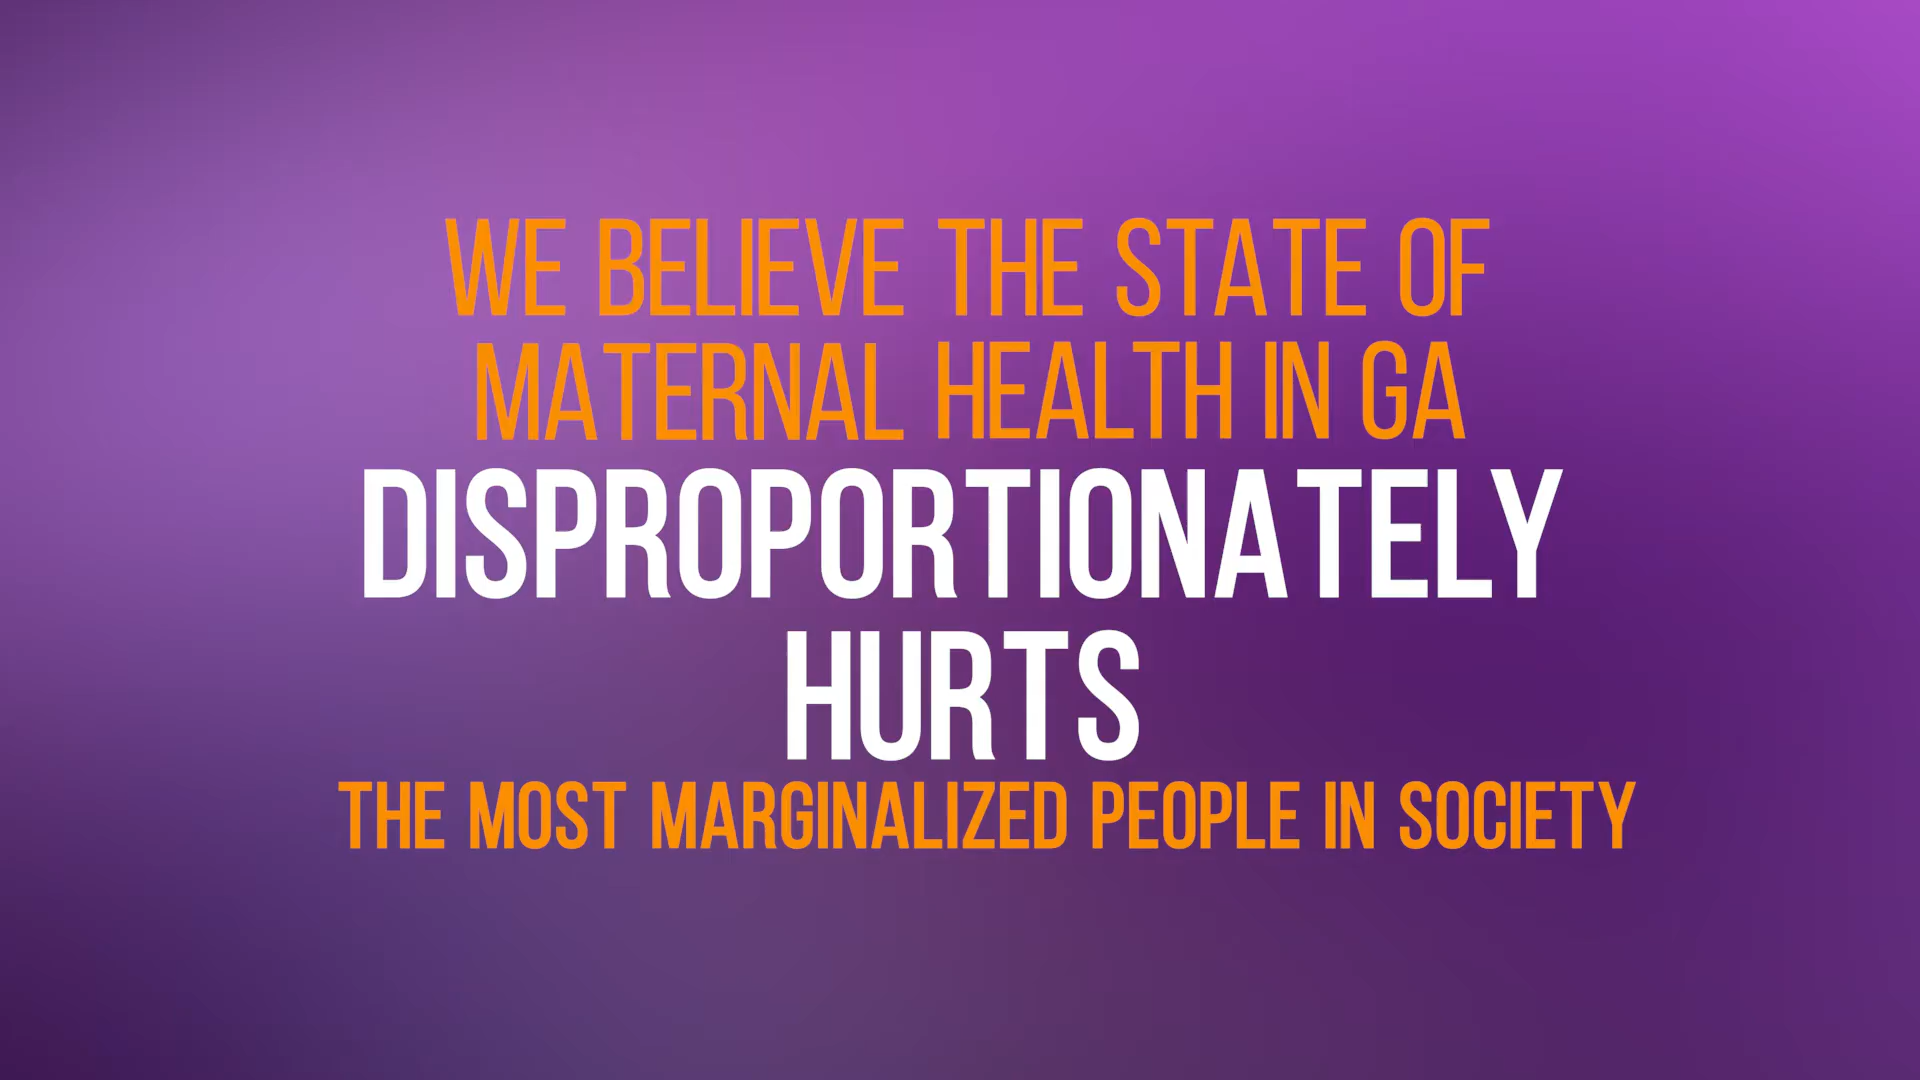 WE BELIEVE THE STATE OF
MATERNAL HEALTH IN GA
DISPROPORTIONATELY
HURTS
THE MOST MARGINALIZED PEOPLE IN SOCIETY